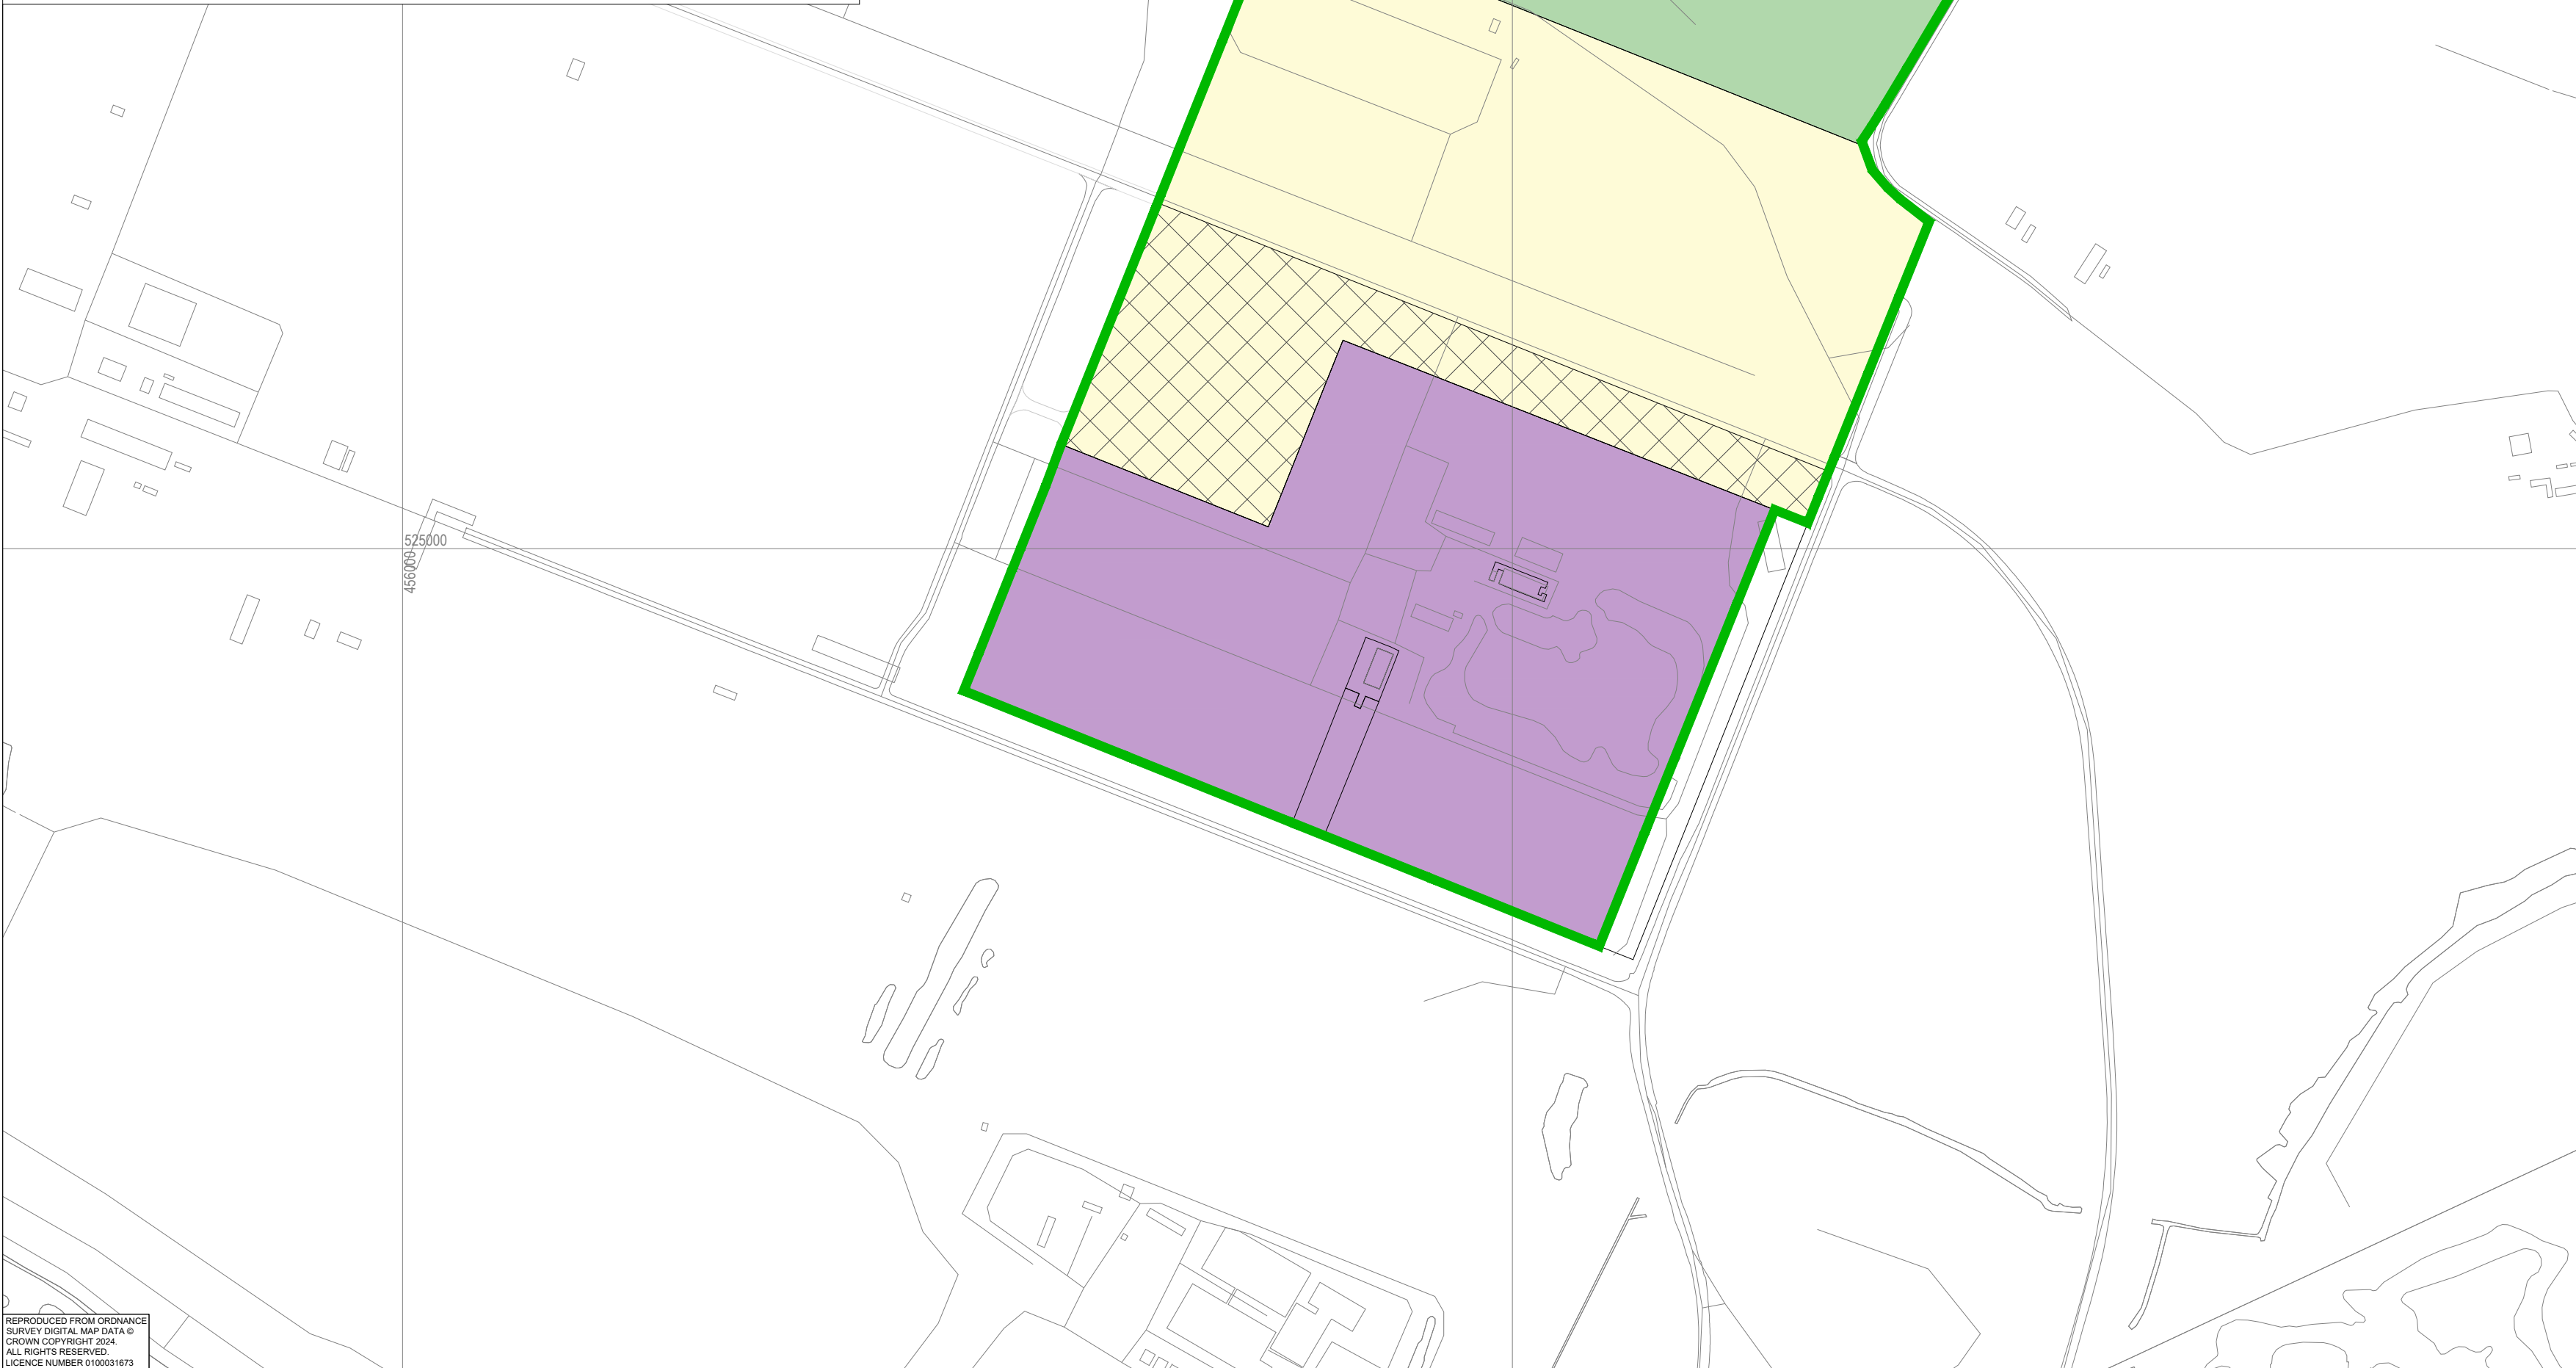 525000
456000
REPRODUCED FROM ORDNANCE
SURVEY DIGITAL MAP DATA ©
CROWN COPYRIGHT 2024.
ALL RIGHTS RESERVED.
LICENCE NUMBER 0100031673